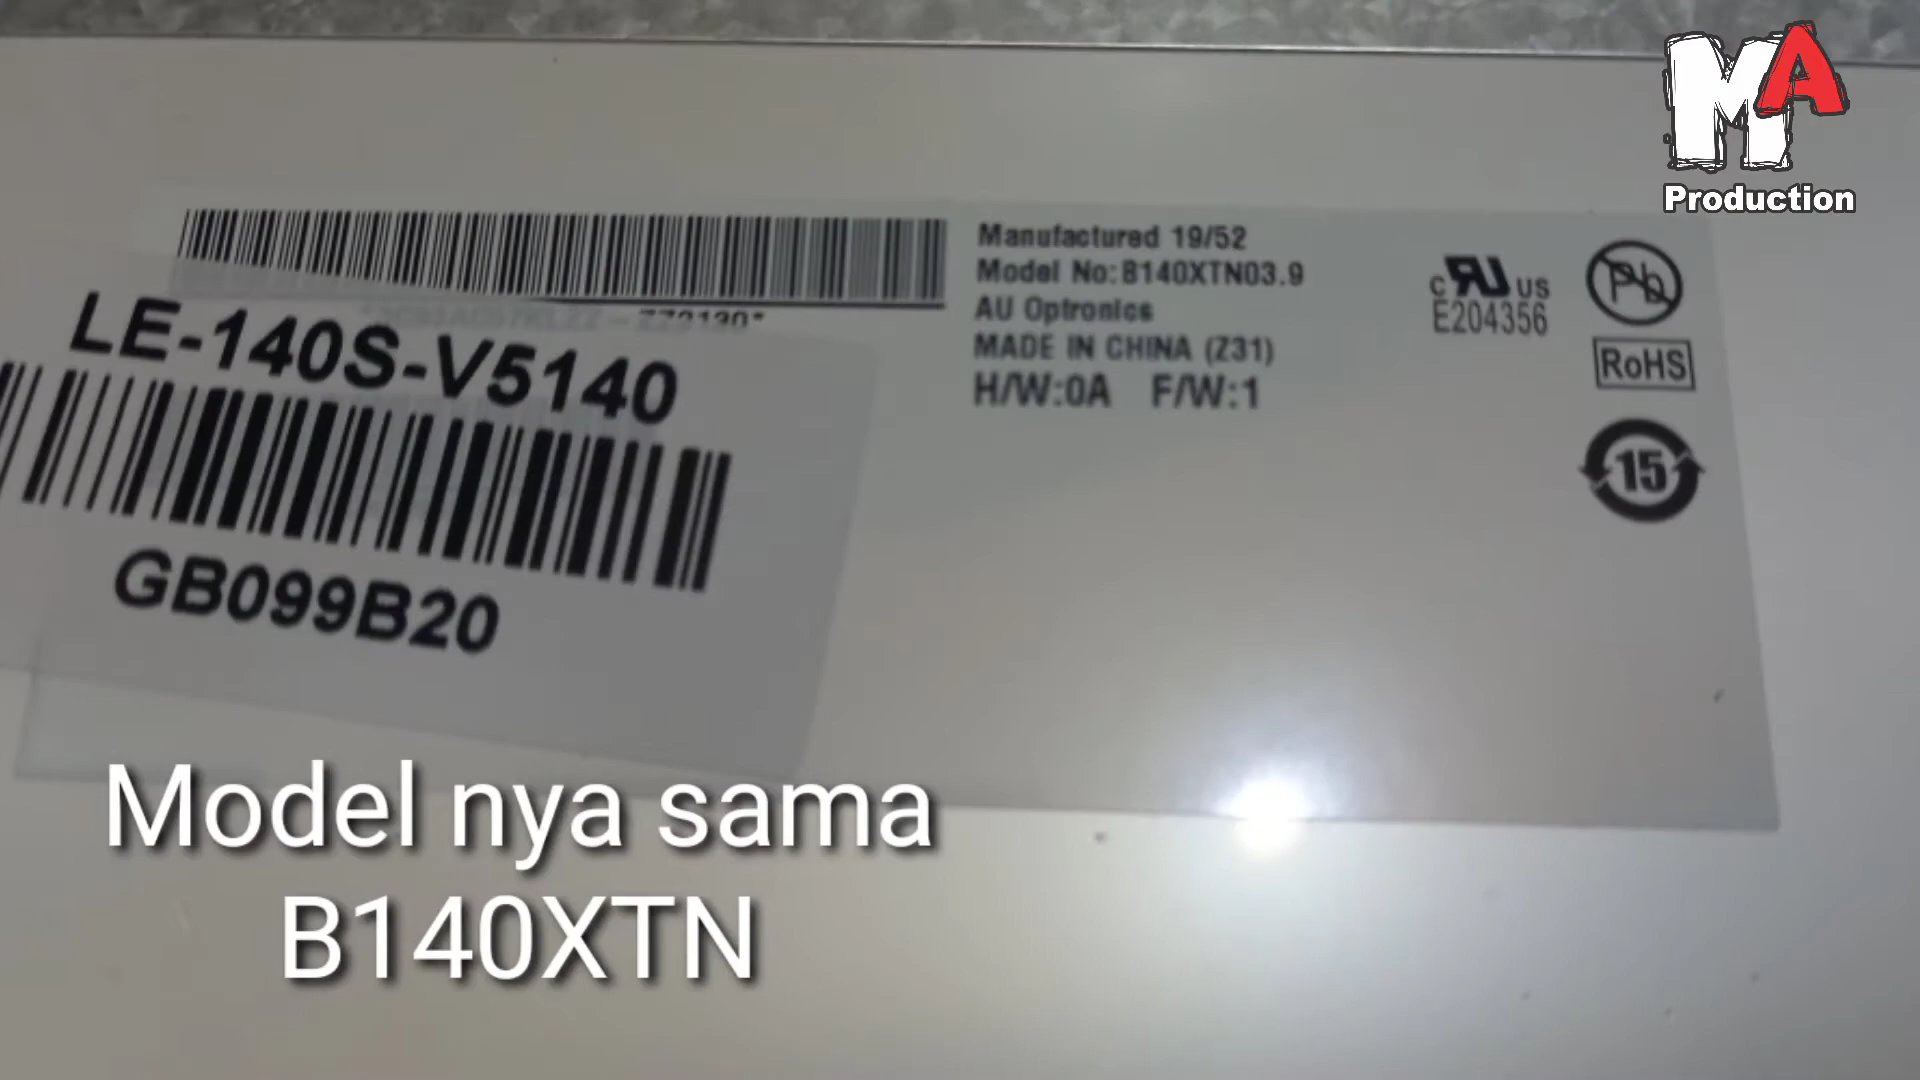 MA
Production
Manufactured 19/52
Model No:B140XTN03.9
AU Optronics
MADE IN CHINA (Z31)
H/W:0A F/W:1
c RU US
E204356
Pb
RoHS
15
LE-140S-V5140
GB099B20
Model nya sama
B140XTN